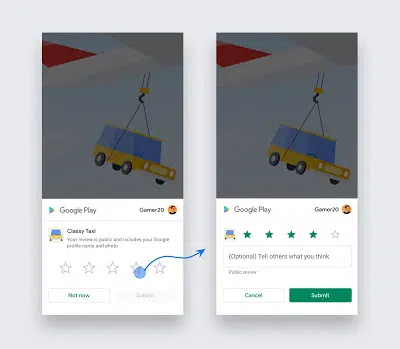 Google Play
Gamer20
Classy Taxi
Your review is public and includes your Google
profile name and photo
Not now
Submit
Google Play
Gamer20
(Optional) Tell others what you think
Public review
Cancel
Submit